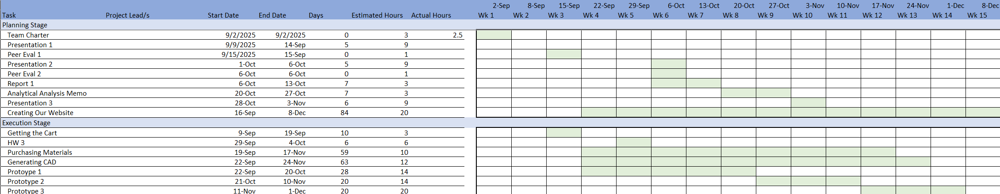 2-Sep 8-Sep 15-Sep 22-Sep 29-Sep 6-Oct 13-Oct 20-Oct 27-Oct 3-Nov 10-Nov 17-Nov 24-Nov 1-Dec 8-Dec
Task Project Lead/s Start Date End Date Days Estimated Hours Actual Hours Wk 1 Wk 2 Wk 3 Wk 4 Wk 5 Wk 6 Wk 7 Wk 8 Wk 9 Wk 10 Wk 11 Wk 12 Wk 13 Wk 14 Wk 15
Planning Stage
Team Charter 9/2/2025 9/2/2025 0 3 2.5
Presentation 1 9/9/2025 14-Sep 5 9
Peer Eval 1 9/15/2025 15-Sep 0 1
Presentation 2 1-Oct 6-Oct 5 9
Peer Eval 2 6-Oct 6-Oct 0 1
Report 1 6-Oct 13-Oct 7 3
Analytical Analysis Memo 20-Oct 27-Oct 7 3
Presentation 3 28-Oct 3-Nov 6 9
Creating Our Website 16-Sep 8-Dec 84 20
Execution Stage
Getting the Cart 9-Sep 19-Sep 10 3
HW 3 29-Sep 4-Oct 6 6
Purchasing Materials 19-Sep 17-Nov 59 10
Generating CAD 22-Sep 24-Nov 63 12
Protoype 1 22-Sep 20-Oct 28 14
Prototype 2 21-Oct 10-Nov 20 14
Prototype 3 11-Nov 1-Dec 20 20